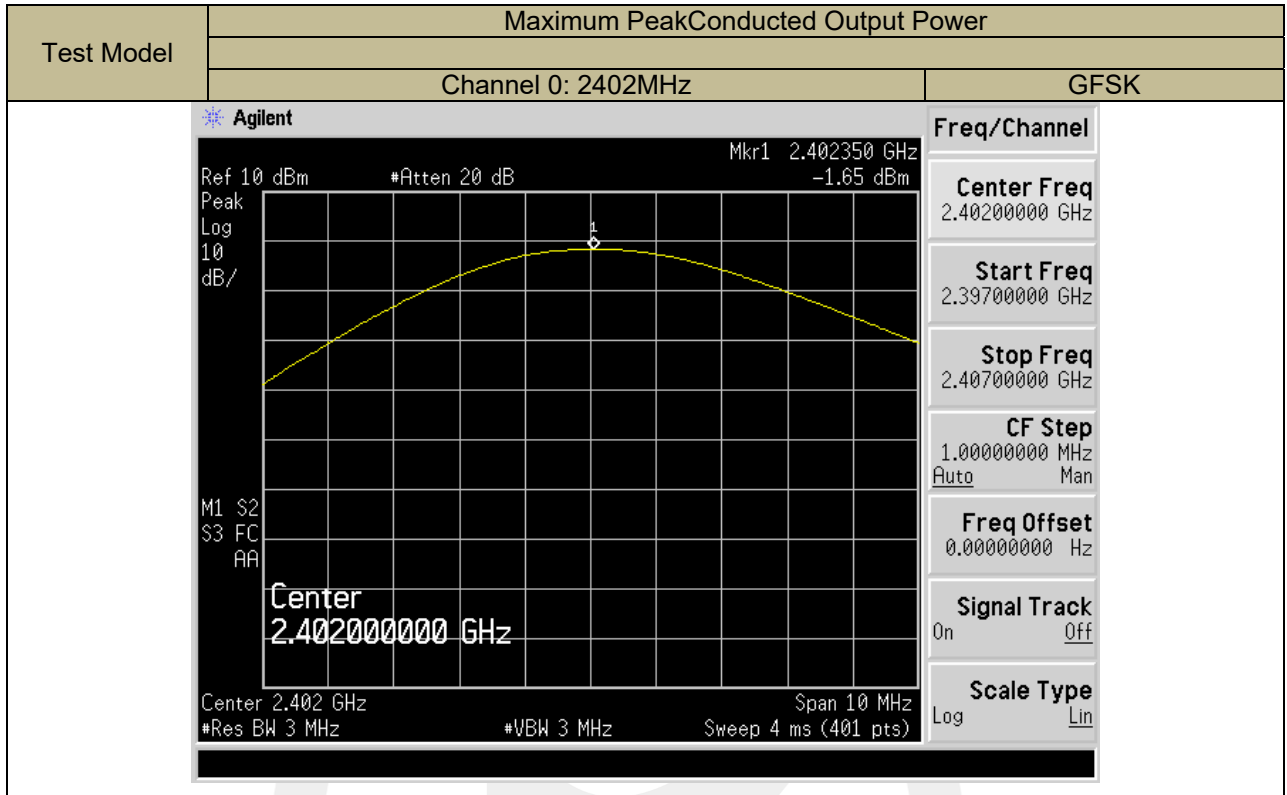 Test Model
Maximum PeakConducted Output Power
Channel 0: 2402MHz
GFSK
Agilent
Freq/Channel
Mkr1 2.402350 GHz
Ref 10 dBm #Atten 20 dB -1.65 dBm
Peak
Log
10
dB/
1
Center Freq
2.40200000 GHz
Start Freq
2.39700000 GHz
Stop Freq
2.40700000 GHz
CF Step
1.00000000 MHz
Auto Man
M1 S2
S3 FC
AA
Freq Offset
0.00000000 Hz
Center
2.402000000 GHz
Signal Track
On Off
Center 2.402 GHz Span 10 MHz
#Res BW 3 MHz #VBW 3 MHz Sweep 4 ms (401 pts)
Scale Type
Log Lin